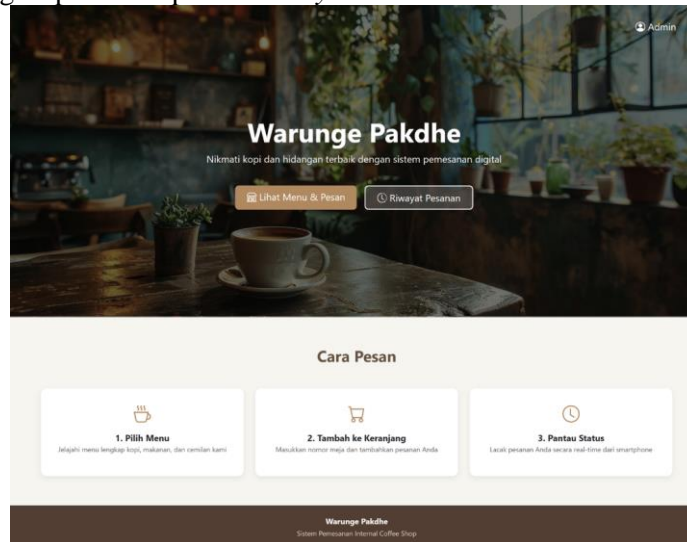 Admin
Warunge Pakdhe
Nikmati kopi dan hidangan terbaik dengan sistem pemesanan digital
Lihat Menu & Pesan
Riwayat Pesanan
Cara Pesan
1. Pilih Menu
Jelajahi menu lengkap kopi, makanan, dan cemilan kami
2. Tambah ke Keranjang
Masukkan nomor meja dan tambahkan pesanan Anda
3. Pantau Status
Lacak pesanan Anda secara real-time dari smartphone
Warunge Pakdhe
Sistem Pemesanan Internal Coffee Shop